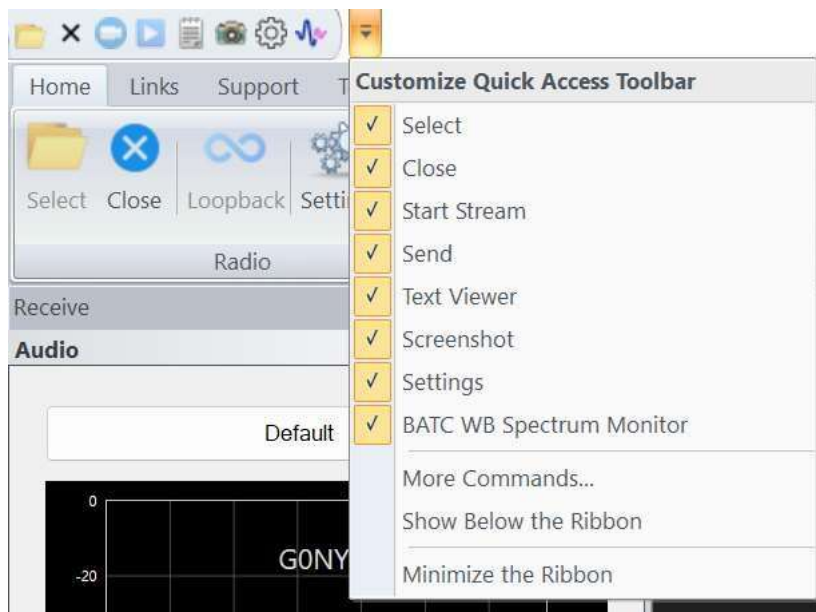 Home Links Support T
Customize Quick Access Toolbar
Select
Close
Start Stream
Send
Text Viewer
Screenshot
Settings
BATC WB Spectrum Monitor
More Commands...
Show Below the Ribbon
Minimize the Ribbon
Select Close Loopback Setti
Radio
Receive
Audio
Default
0
G0NY
-20